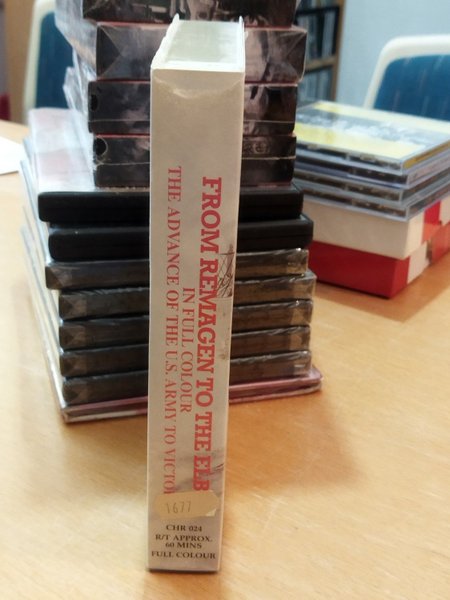 FROM REMAGEN TO THE ELB
IN FULL COLOUR
THE ADVANCE OF THE U.S. ARMY TO VICTO
1677
CHR 024
R/T APPROX.
60 MINS
FULL COLOUR